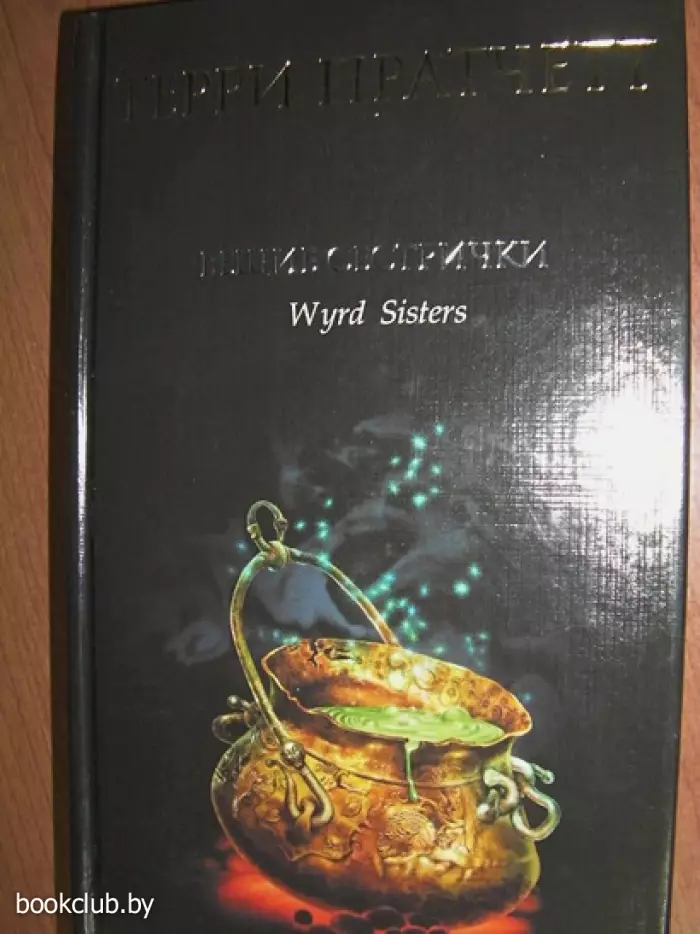 ТЕРРИ ПРАТЧЕТТ
ВЕЩИЕ СЕСТРИЧКИ
Wyrd Sisters
bookclub.by